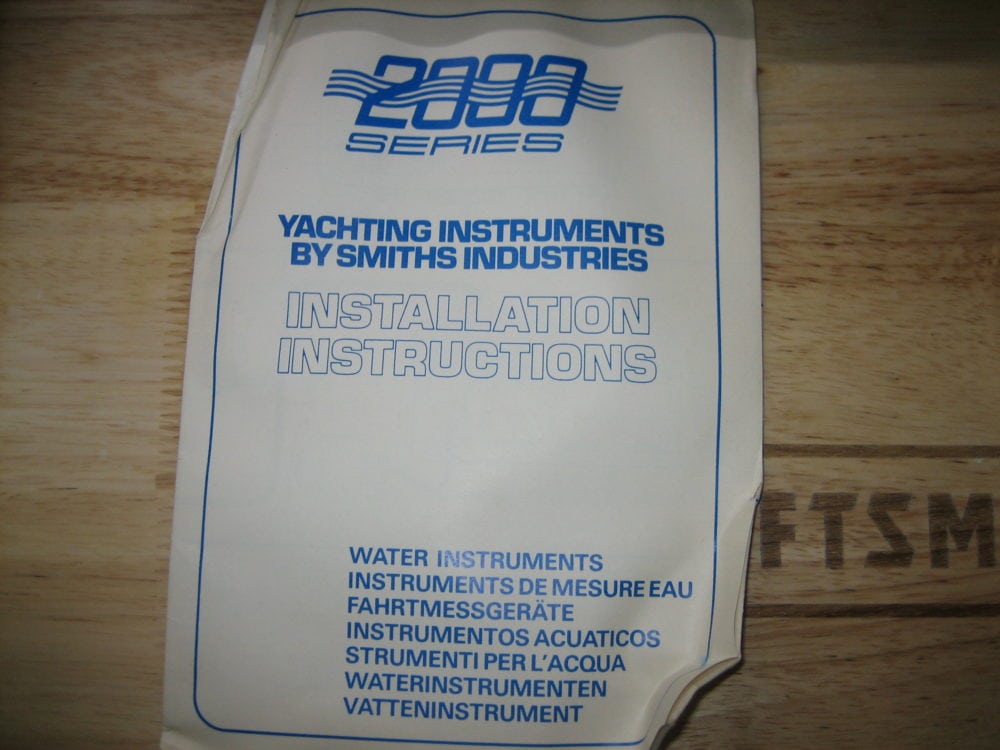 2000
SERIES
YACHTING INSTRUMENTS
BY SMITHS INDUSTRIES
INSTALLATION
INSTRUCTIONS
WATER INSTRUMENTS
INSTRUMENTS DE MESURE EAU
FAHRTMESSGERÄTE
INSTRUMENTOS ACUATICOS
STRUMENTI PER L'ACQUA
WATERINSTRUMENTEN
VATTENINSTRUMENT
FTSM